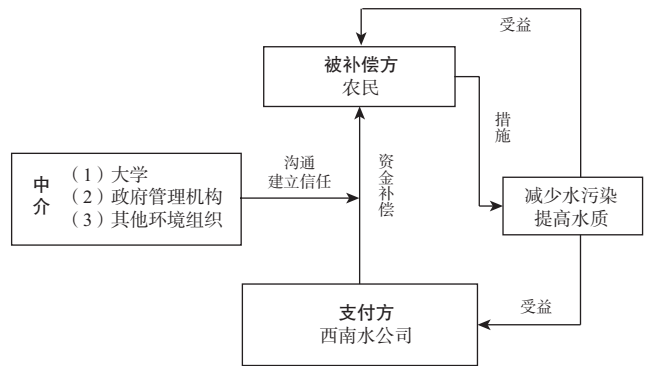 受益
被补偿方
农民
措施
中介
（1）大学
（2）政府管理机构
（3）其他环境组织
沟通
建立信任
资金补偿
减少水污染
提高水质
支付方
西南水公司
受益